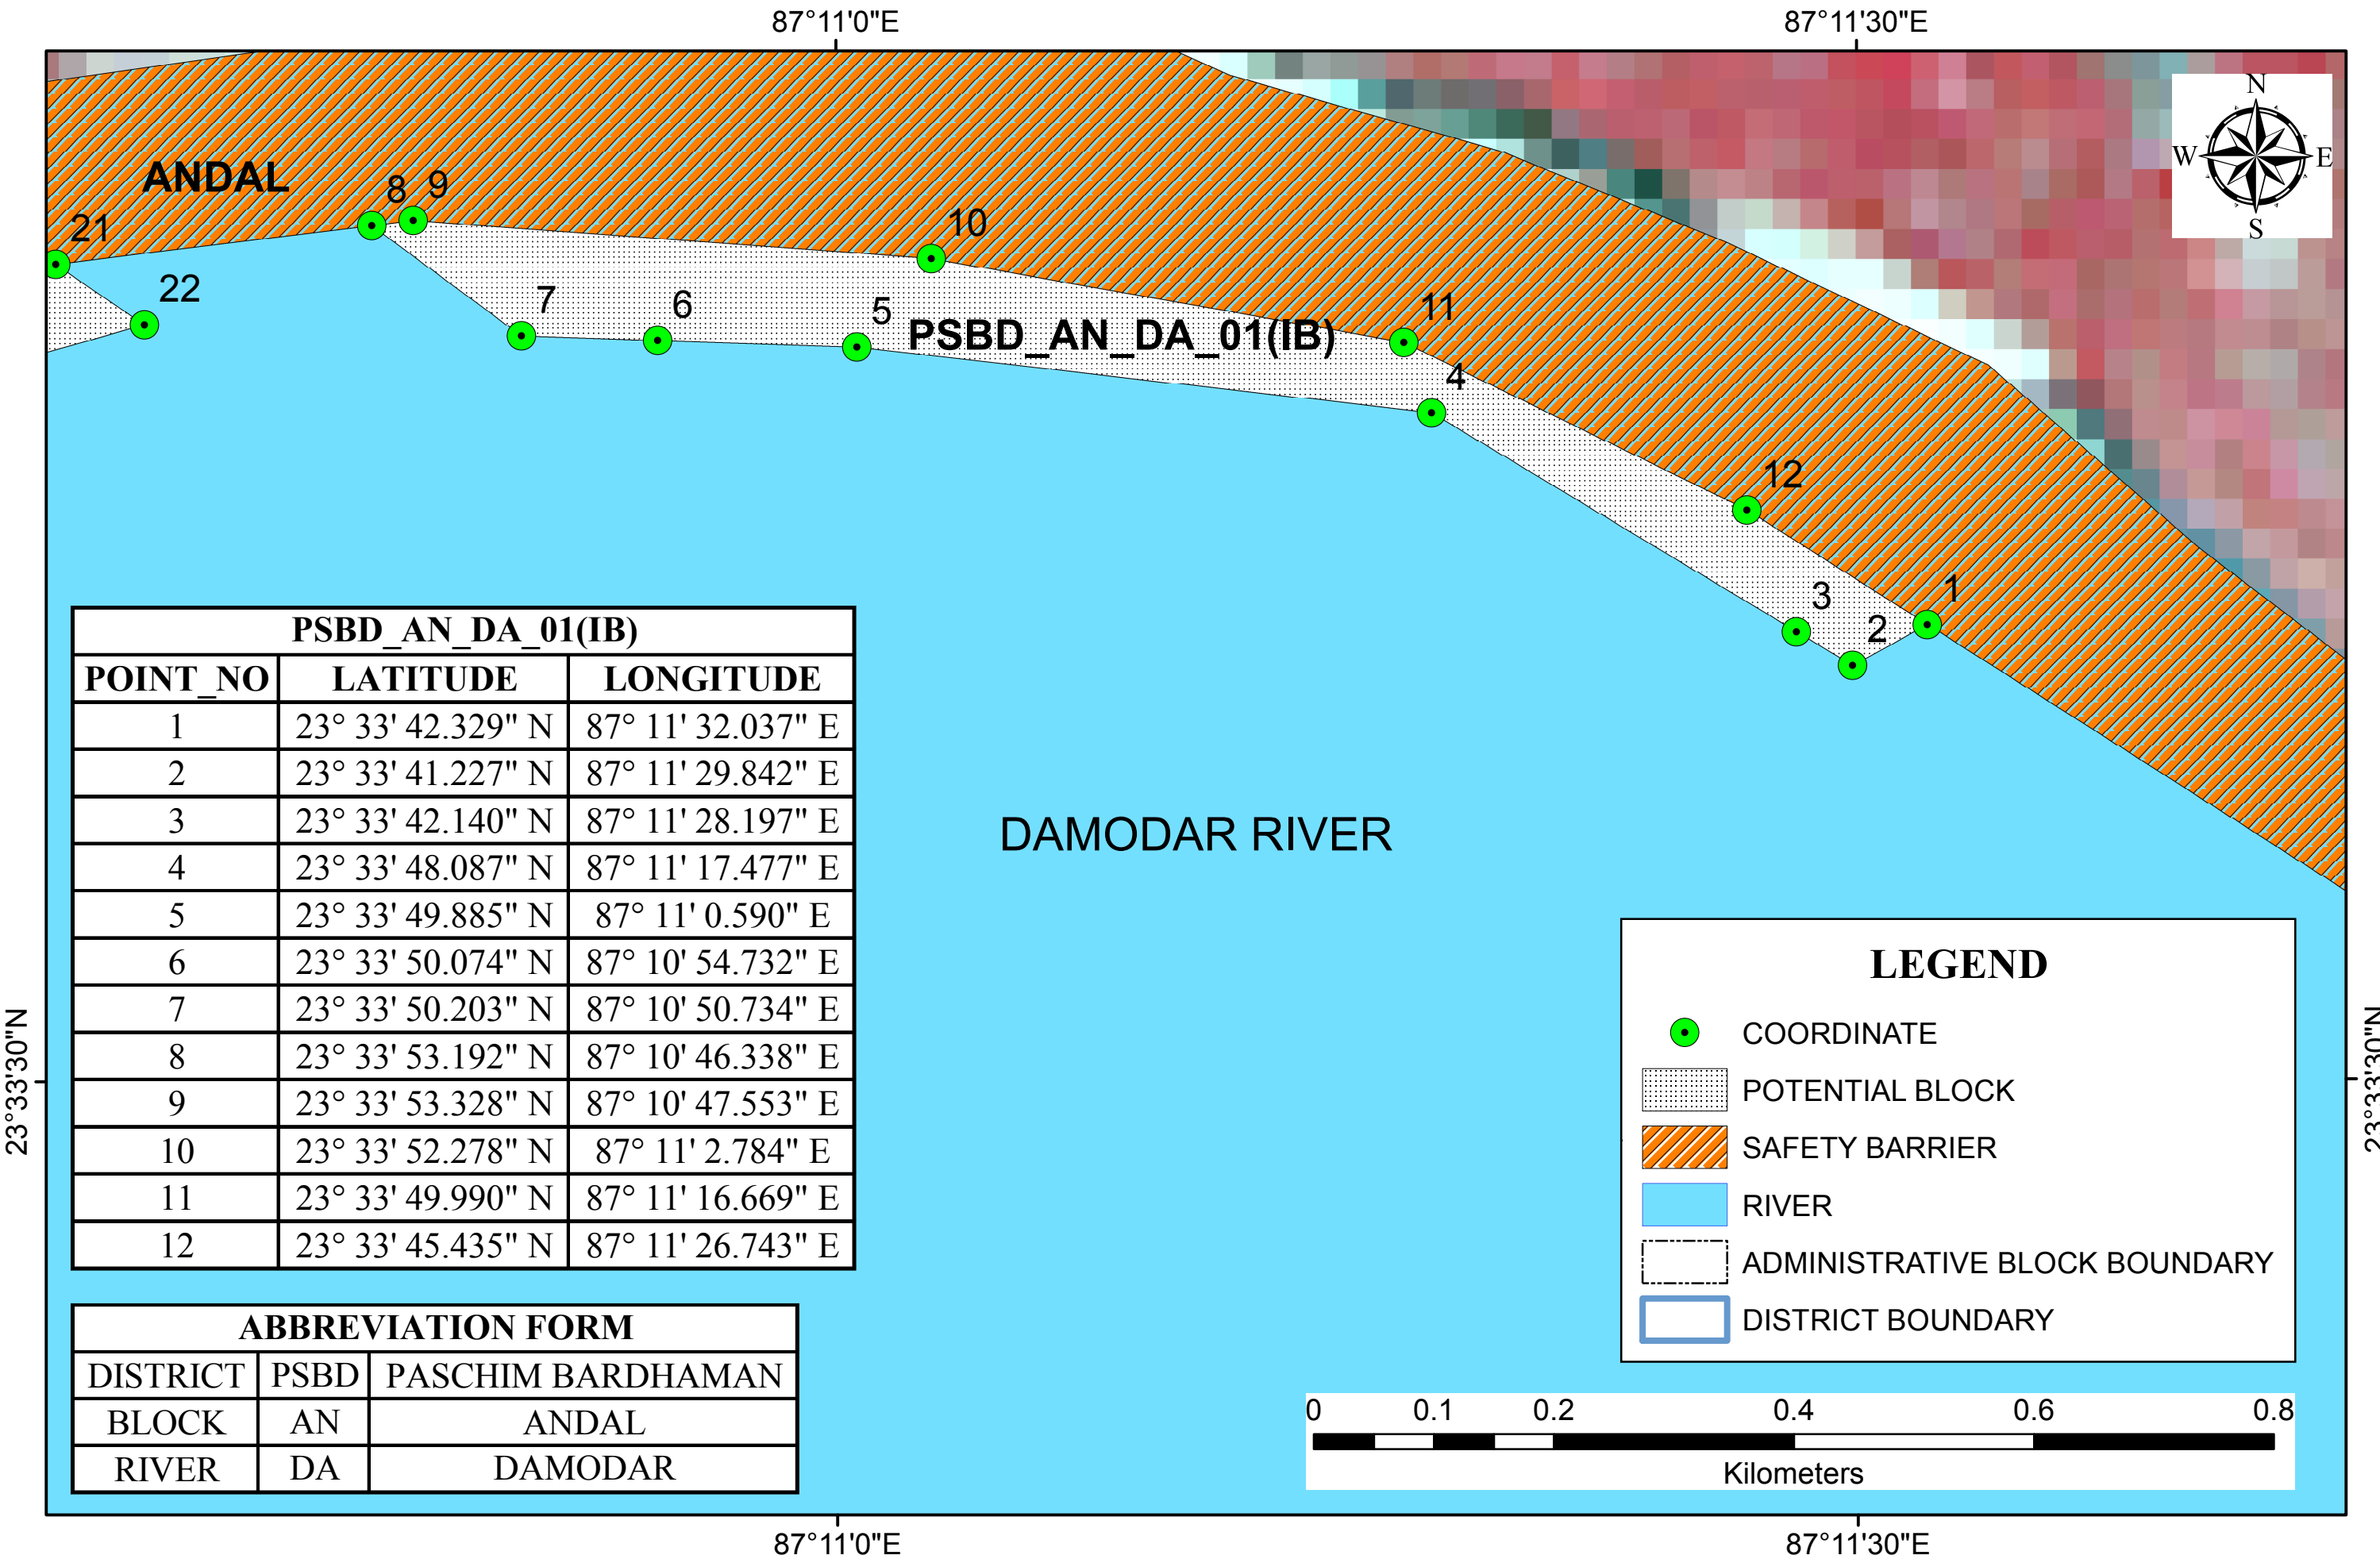 87°11'0"E 87°11'30"E
N
W E
S
ANDAL
8 9
21 10
22
7 6 5 PSBD_AN_DA_01(IB) 11
4
12
3 2 1
PSBD_AN_DA_01(IB)
POINT_NO LATITUDE LONGITUDE
1 23° 33' 42.329" N 87° 11' 32.037" E
2 23° 33' 41.227" N 87° 11' 29.842" E
3 23° 33' 42.140" N 87° 11' 28.197" E
4 23° 33' 48.087" N 87° 11' 17.477" E
5 23° 33' 49.885" N 87° 11' 0.590" E
6 23° 33' 50.074" N 87° 10' 54.732" E
7 23° 33' 50.203" N 87° 10' 50.734" E
8 23° 33' 53.192" N 87° 10' 46.338" E
9 23° 33' 53.328" N 87° 10' 47.553" E
10 23° 33' 52.278" N 87° 11' 2.784" E
11 23° 33' 49.990" N 87° 11' 16.669" E
12 23° 33' 45.435" N 87° 11' 26.743" E
DAMODAR RIVER
LEGEND
COORDINATE
POTENTIAL BLOCK
SAFETY BARRIER
RIVER
ADMINISTRATIVE BLOCK BOUNDARY
DISTRICT BOUNDARY
23°33'30"N
23°33'30"N
ABBREVIATION FORM
DISTRICT PSBD PASCHIM BARDHAMAN
BLOCK AN ANDAL
RIVER DA DAMODAR
0 0.1 0.2 0.4 0.6 0.8
Kilometers
87°11'0"E 87°11'30"E